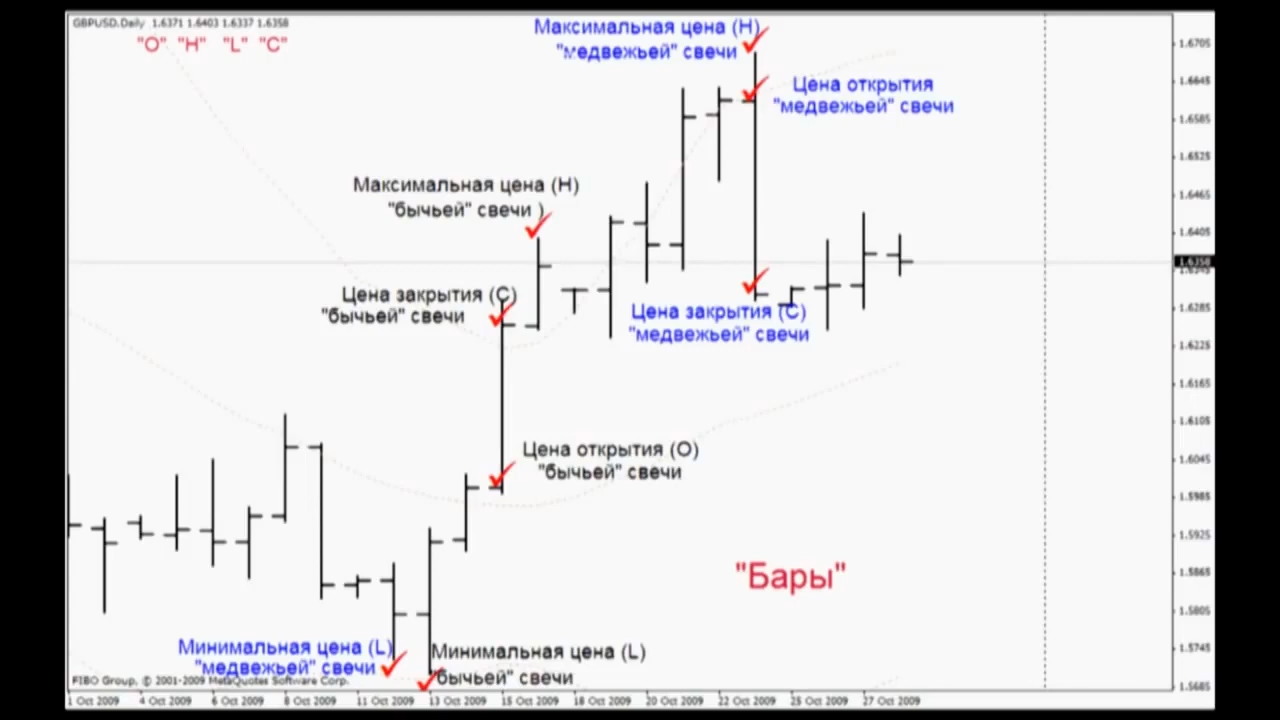 GBPUSD.Daily 1.6371 1.6403 1.6337 1.6358
"O" "H" "L" "C"
Максимальная цена (H)
"медвежьей" свечи
Цена открытия
"медвежьей" свечи
Максимальная цена (H)
"бычьей" свечи )
Цена закрытия (C)
"бычьей" свечи
Цена закрытия (C)
"медвежьей" свечи
Цена открытия (O)
"бычьей" свечи
"Бары"
Минимальная цена (L)
"медвежьей" свечи
Минимальная цена (L)
"бычьей" свечи
FIBO Group, © 2001-2009 MetaQuotes Software Corp.
1.6705
1.6645
1.6585
1.6525
1.6465
1.6405
1.6358
1.6345
1.6285
1.6225
1.6165
1.6105
1.6045
1.5985
1.5925
1.5865
1.5805
1.5745
1.5685
1 Oct 2009 4 Oct 2009 6 Oct 2009 8 Oct 2009 11 Oct 2009 13 Oct 2009 15 Oct 2009 18 Oct 2009 20 Oct 2009 22 Oct 2009 25 Oct 2009 27 Oct 2009